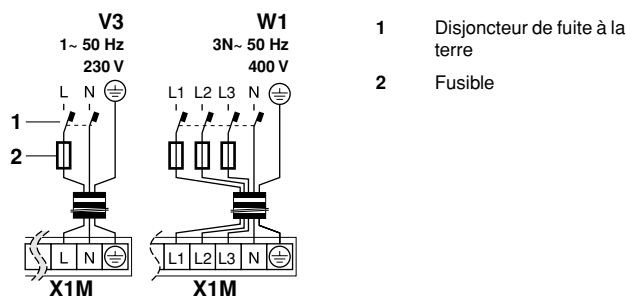 V3
1~ 50 Hz
230 V
L N
1
2
L N
X1M
W1
3N~ 50 Hz
400 V
L1 L2 L3 N
L1 L2 L3 N
X1M
1 Disjoncteur de fuite à la
terre
2 Fusible